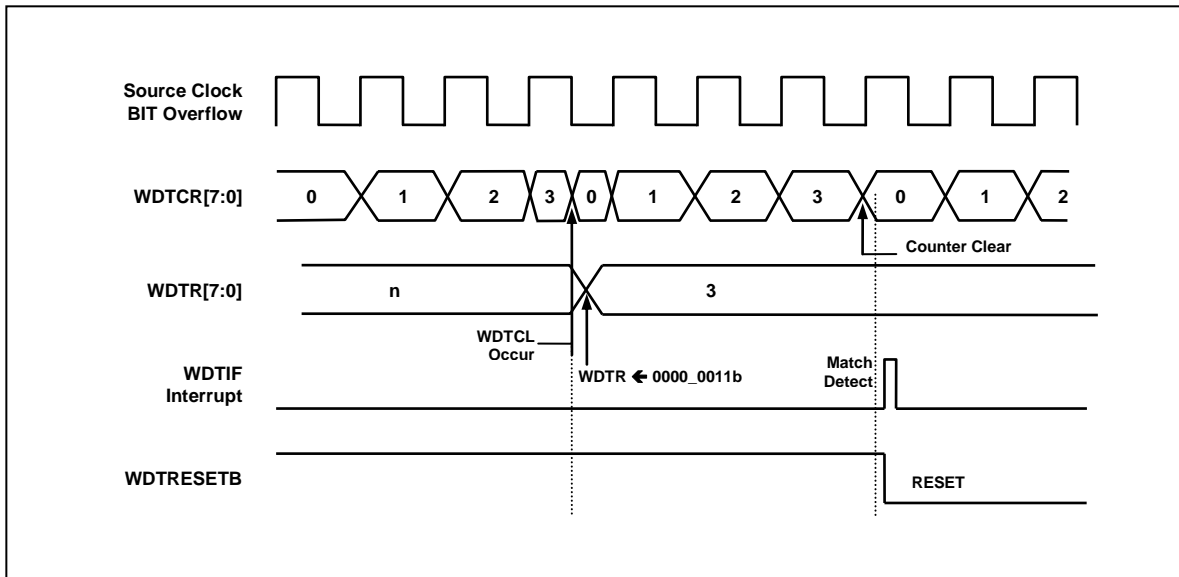 Source Clock
BIT Overflow
WDTCR[7:0]
0 1 2 3 0 1 2 3 0 1 2
Counter Clear
WDTR[7:0]
n 3
WDTCL
Occur
WDTR 🡸 0000_0011b
Match
Detect
WDTIF
Interrupt
WDTRESETB
RESET